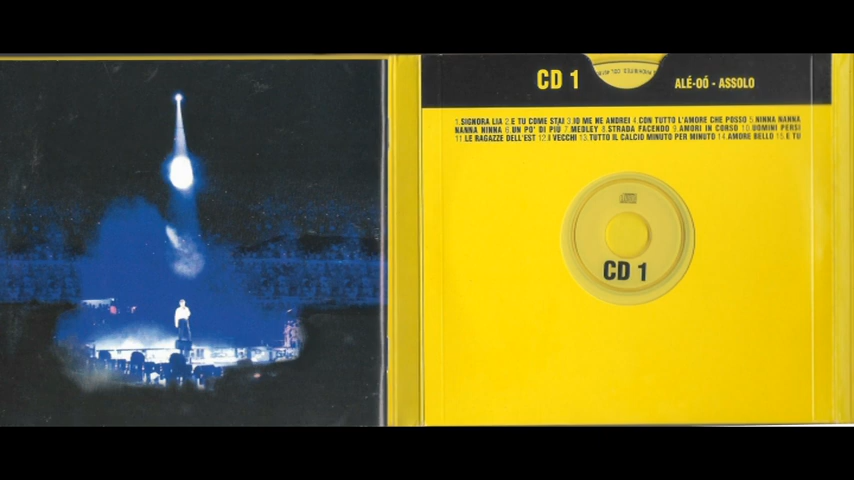 CD 1
ALÉ-OÓ - ASSOLO
1.SIGNORA LIA 2.E TU COME STAI 3.IO ME NE ANDREI 4.CON TUTTO L'AMORE CHE POSSO 5.NINNA NANNA
NANNA NINNA 6.UN PO' DI PIÙ 7.MEDLEY 8.STRADA FACENDO 9.AMORI IN CORSO 10.UOMINI PERSI
11.LE RAGAZZE DELL'EST 12.I VECCHI 13.TUTTO IL CALCIO MINUTO PER MINUTO 14.AMORE BELLO 15.E TU
CD 1